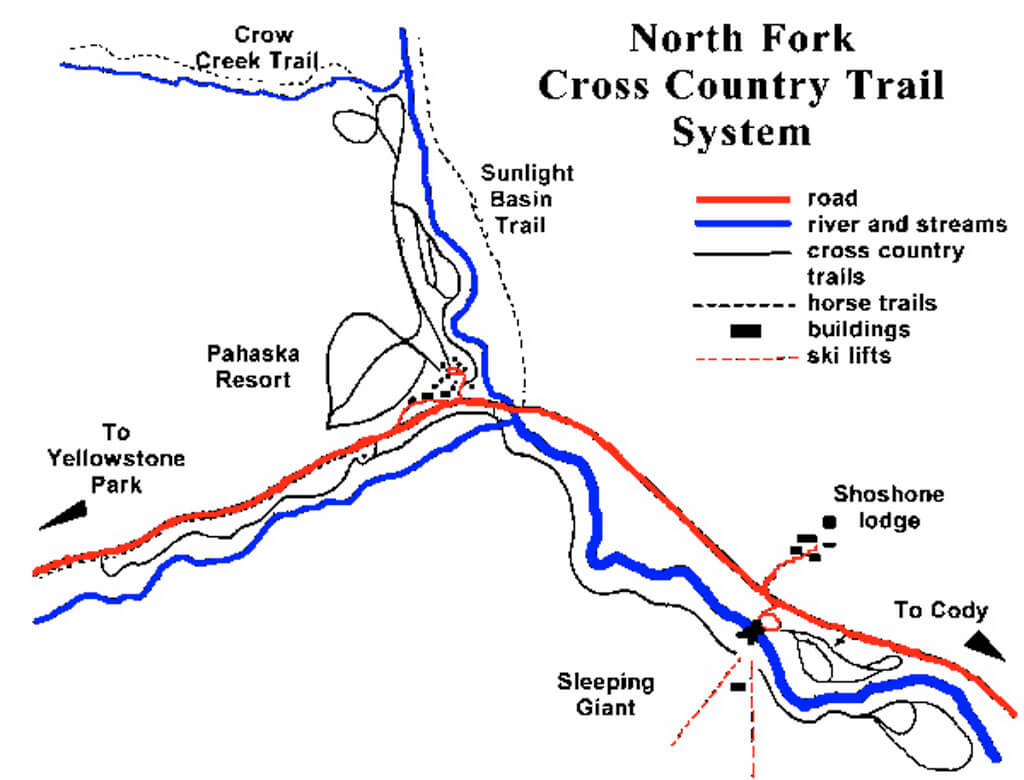 North Fork
Cross Country Trail
System
Crow
Creek Trail
Sunlight
Basin
Trail
road
river and streams
cross country
trails
horse trails
buildings
ski lifts
Pahaska
Resort
To
Yellowstone
Park
Shoshone
lodge
To Cody
Sleeping
Giant